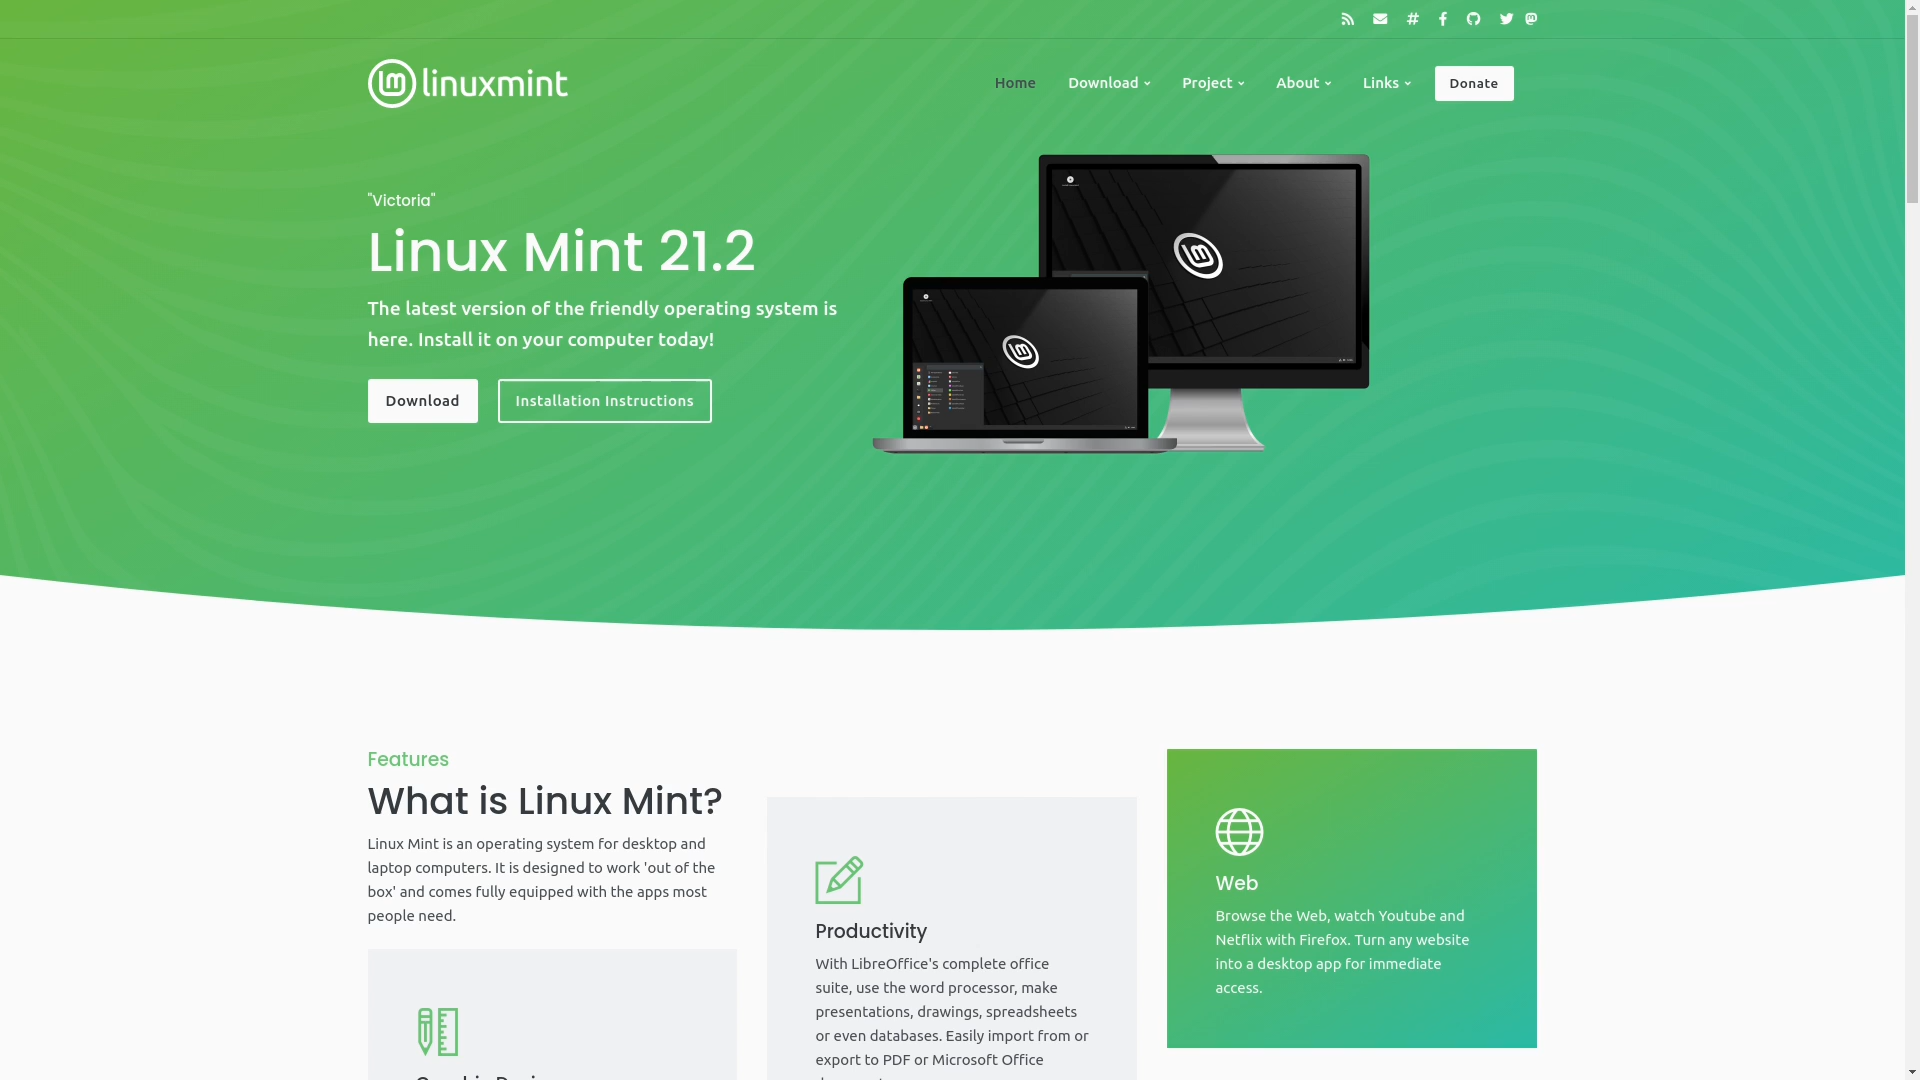 linuxmint
Home
Download
Project
About
Links
Donate
"Victoria"
Linux Mint 21.2
The latest version of the friendly operating system is
here. Install it on your computer today!
Download
Installation Instructions
Features
What is Linux Mint?
Linux Mint is an operating system for desktop and
laptop computers. It is designed to work 'out of the
box' and comes fully equipped with the apps most
people need.
Productivity
With LibreOffice's complete office
suite, use the word processor, make
presentations, drawings, spreadsheets
or even databases. Easily import from or
export to PDF or Microsoft Office
Web
Browse the Web, watch Youtube and
Netflix with Firefox. Turn any website
into a desktop app for immediate
access.